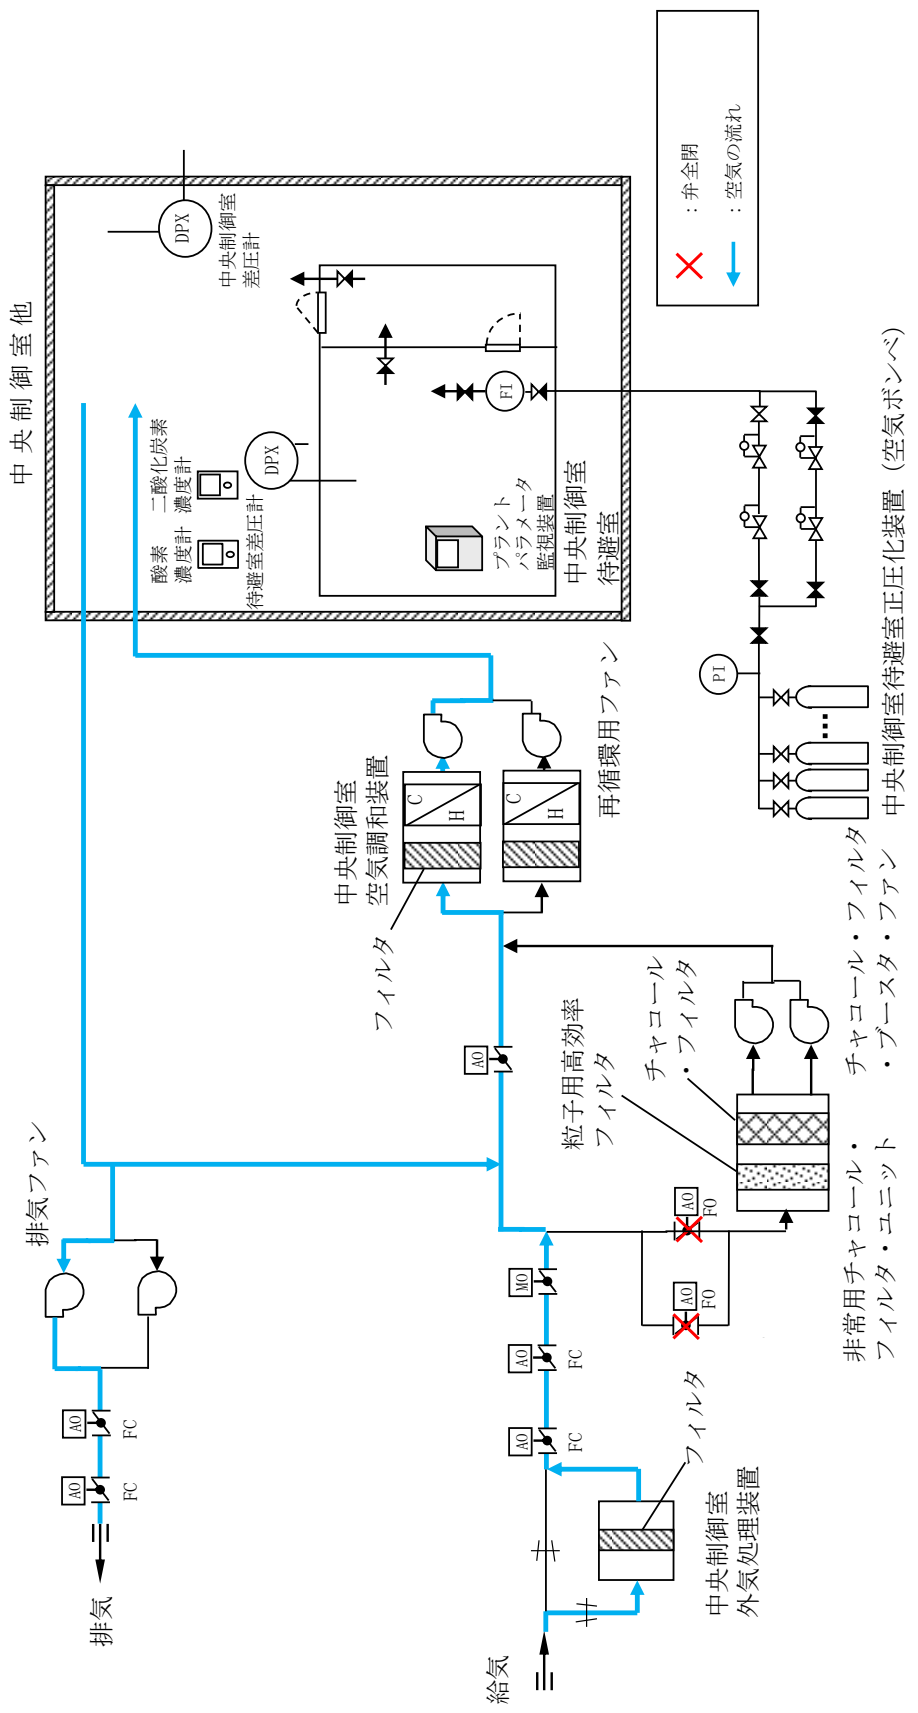 中央制御室他
DPX
中央制御室
差圧計
二酸化炭素
濃度計
酸素
濃度計
DPX
待避室差圧計
FI
プラント
パラメータ
監視装置
中央制御室
待避室
：弁全閉
：空気の流れ
PI
中央制御室待避室正圧化装置（空気ボンベ）
中央制御室
空気調和装置
C
H
C
H
フィルタ
再循環用ファン
AO
粒子用高効率
フィルタ
チャコール
・フィルタ
チャコール・フィルタ
・ブースタ・ファン
非常用チャコール・
フィルタ・ユニット
AO
FO
AO
FO
排気ファン
AO
FC
AO
FC
排気
MO
AO
FC
AO
FC
フィルタ
中央制御室
外気処理装置
給気